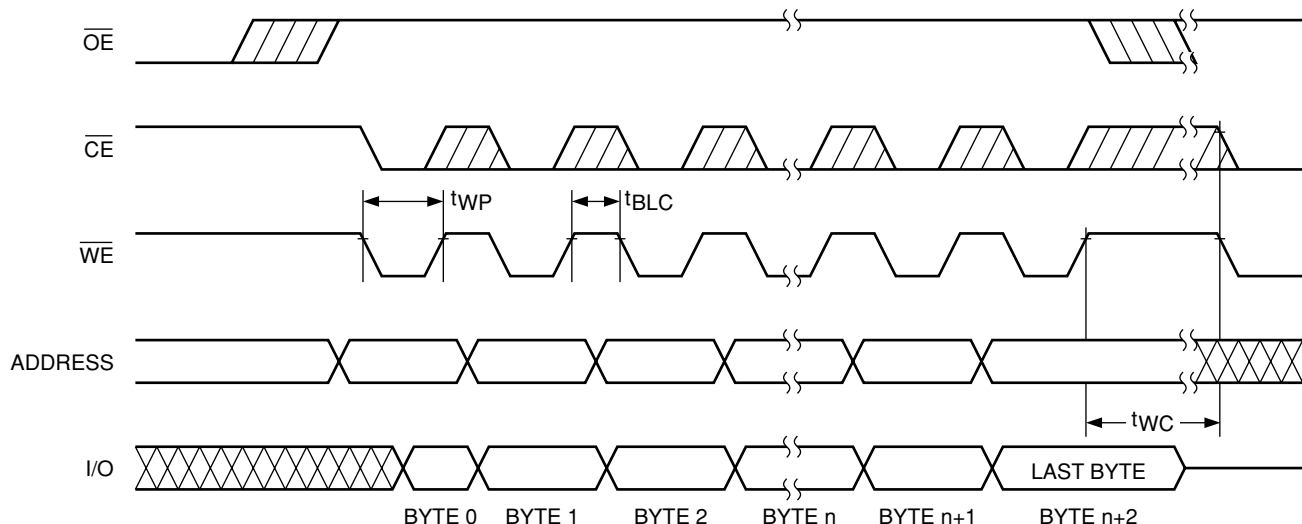 OE
CE
tWP
tBLC
WE
ADDRESS
tWC
I/O
LAST BYTE
BYTE 0 BYTE 1 BYTE 2 BYTE n BYTE n+1 BYTE n+2